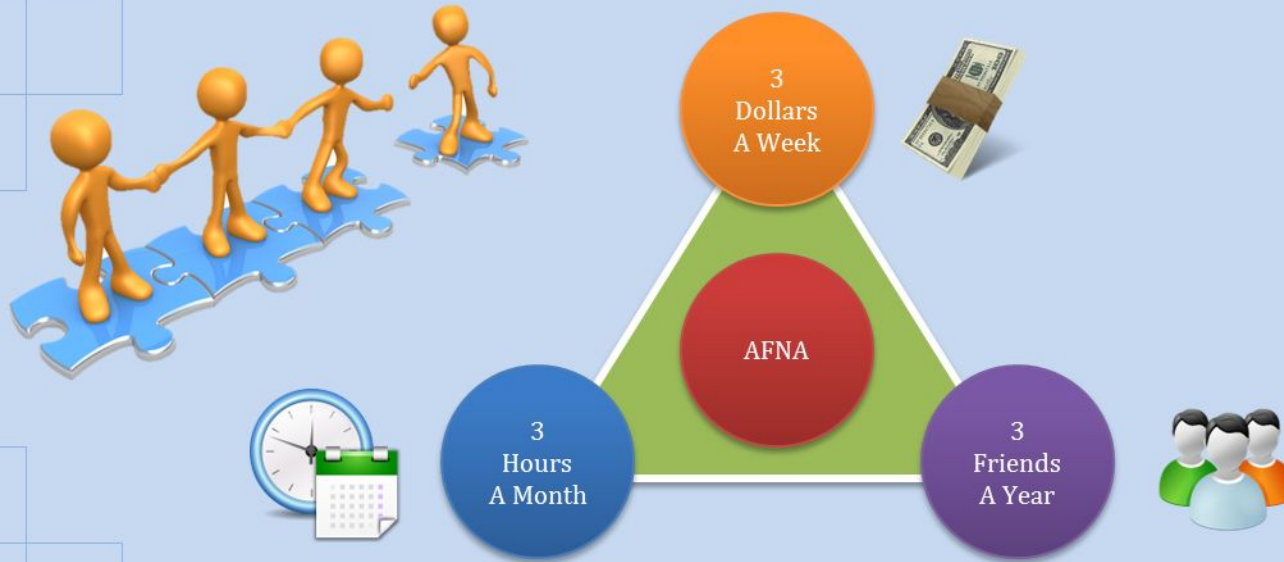 3
Dollars
A Week
AFNA
3
Hours
A Month
3
Friends
A Year